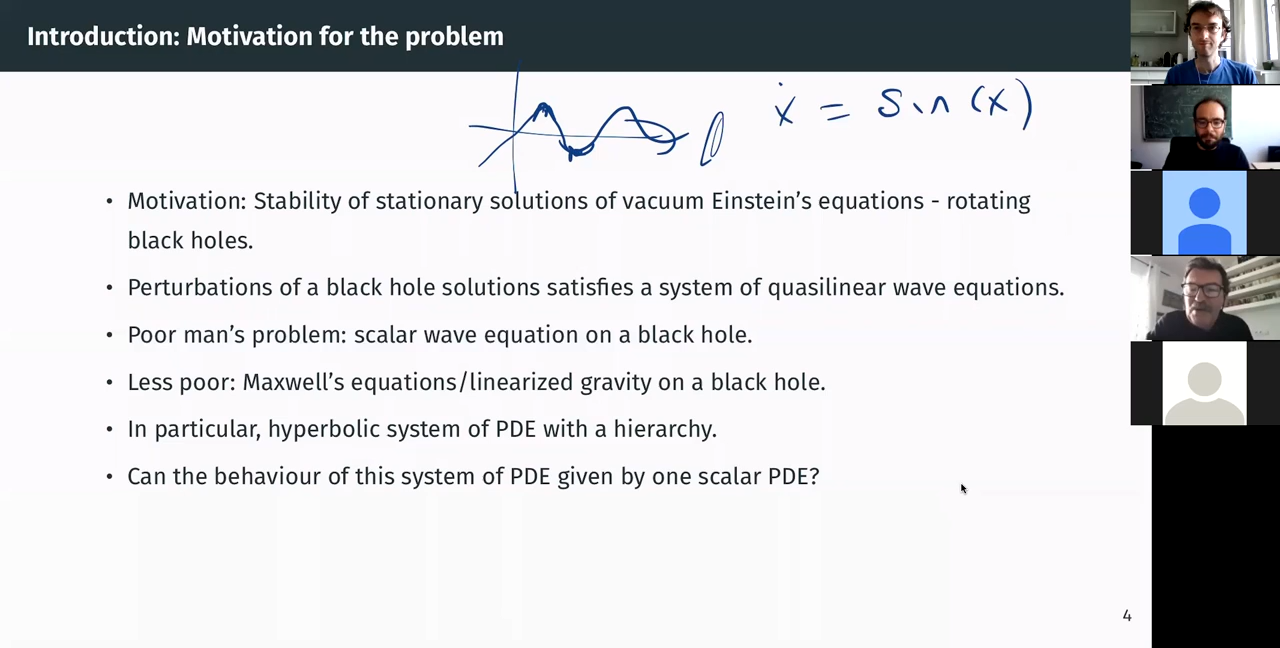 Introduction: Motivation for the problem
ẋ = sin(x)
• Motivation: Stability of stationary solutions of vacuum Einstein's equations - rotating
black holes.
• Perturbations of a black hole solutions satisfies a system of quasilinear wave equations.
• Poor man's problem: scalar wave equation on a black hole.
• Less poor: Maxwell's equations/linearized gravity on a black hole.
• In particular, hyperbolic system of PDE with a hierarchy.
• Can the behaviour of this system of PDE given by one scalar PDE?
4